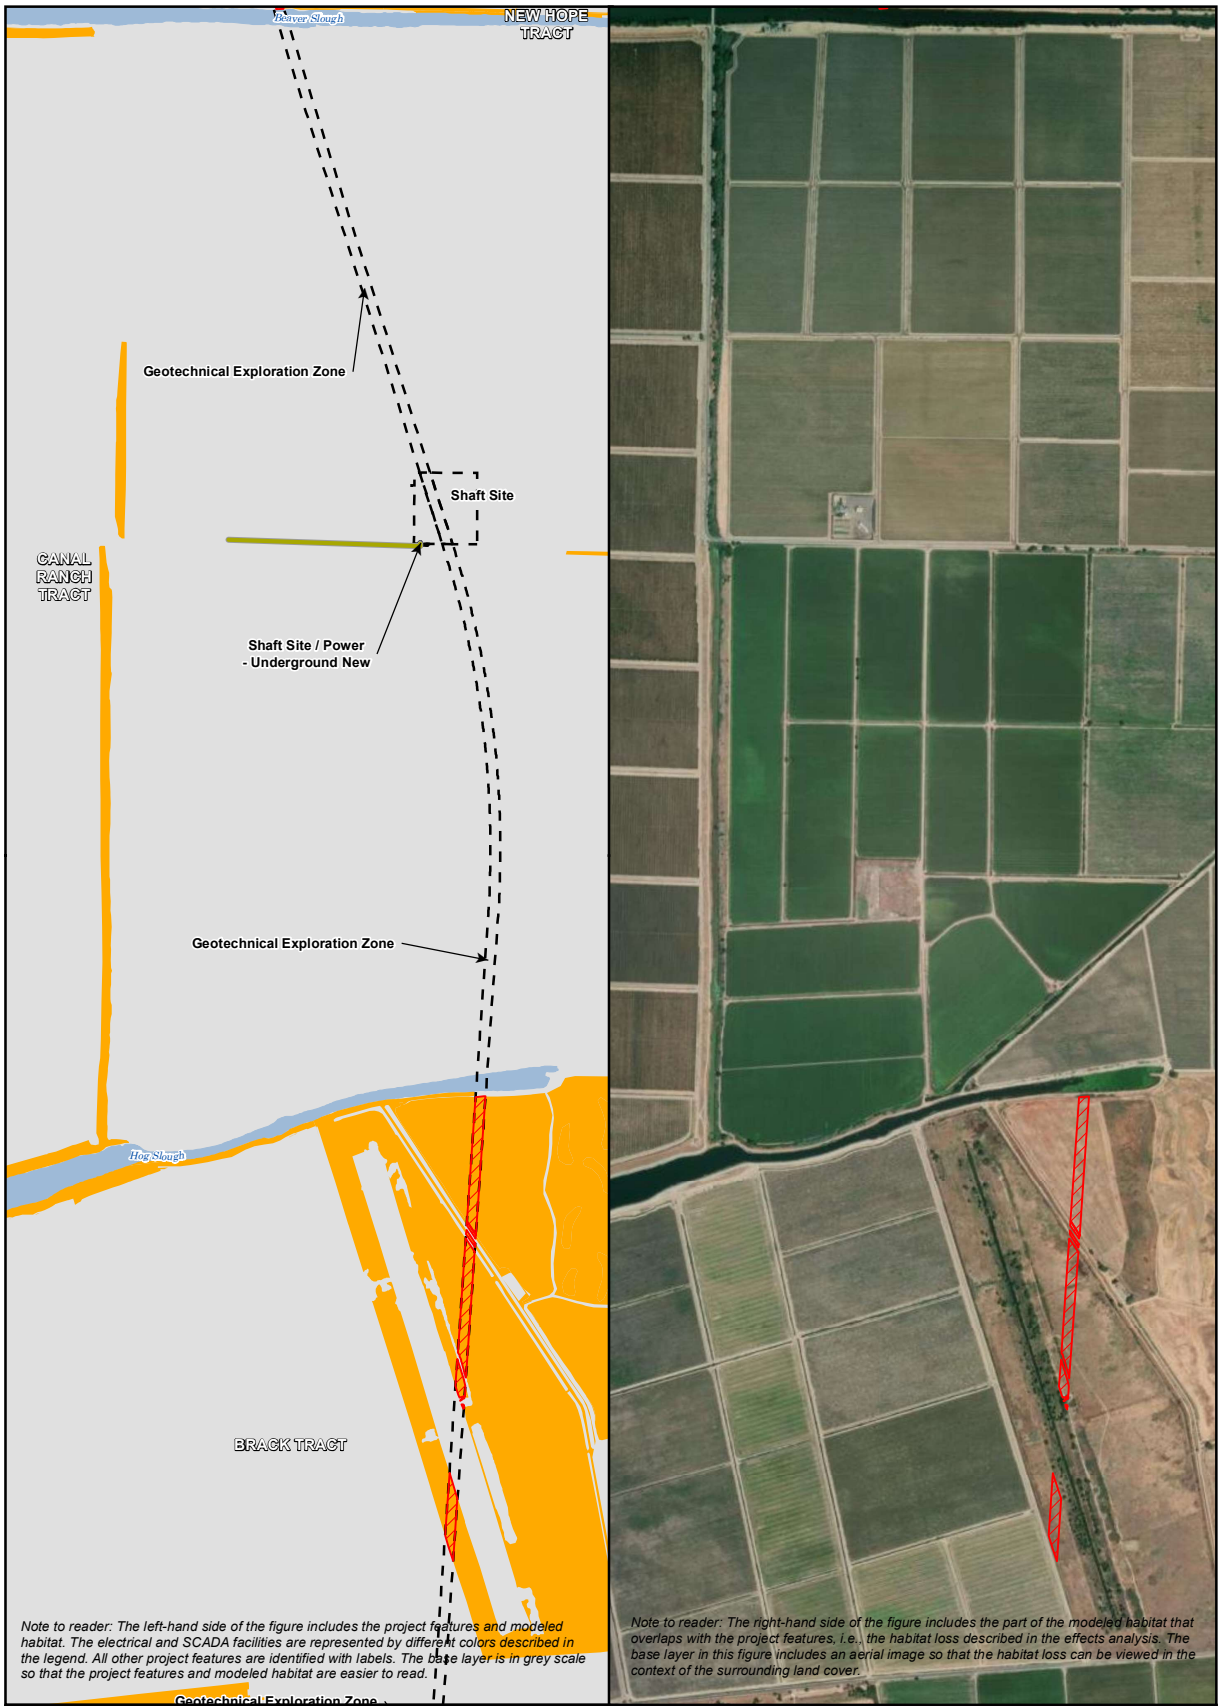 Beaver Slough
NEW HOPE
TRACT
Geotechnical Exploration Zone
Shaft Site
CANAL
RANCH
TRACT
Shaft Site / Power
- Underground New
Geotechnical Exploration Zone
Hog Slough
BRACK TRACT
Note to reader: The left-hand side of the figure includes the project features and modeled
habitat. The electrical and SCADA facilities are represented by different colors described in
the legend. All other project features are identified with labels. The base layer is in grey scale
so that the project features and modeled habitat are easier to read.
Geotechnical Exploration Zone
Note to reader: The right-hand side of the figure includes the part of the modeled habitat that
overlaps with the project features, i.e., the habitat loss described in the effects analysis. The
base layer in this figure includes an aerial image so that the habitat loss can be viewed in the
context of the surrounding land cover.